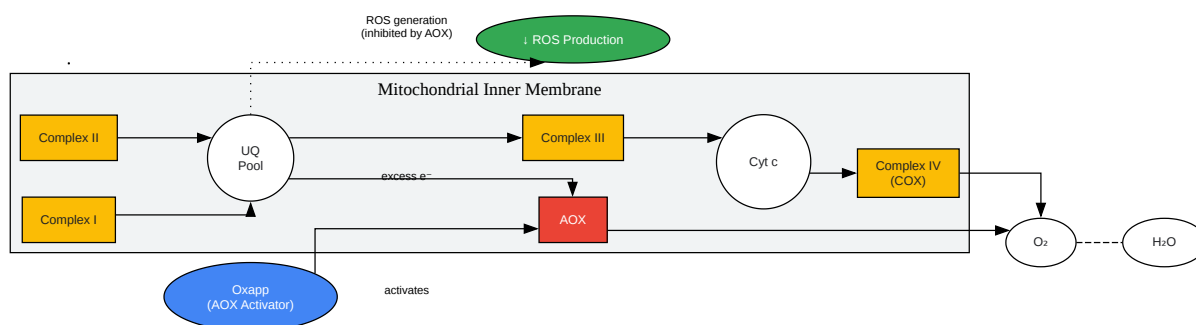 ROS generation
(inhibited by AOX)
↓ ROS Production
Mitochondrial Inner Membrane
Complex II
UQ
Pool
Complex III
Cyt c
Complex IV
(COX)
excess e⁻
Complex I
AOX
O₂
H₂O
Oxapp
(AOX Activator)
activates